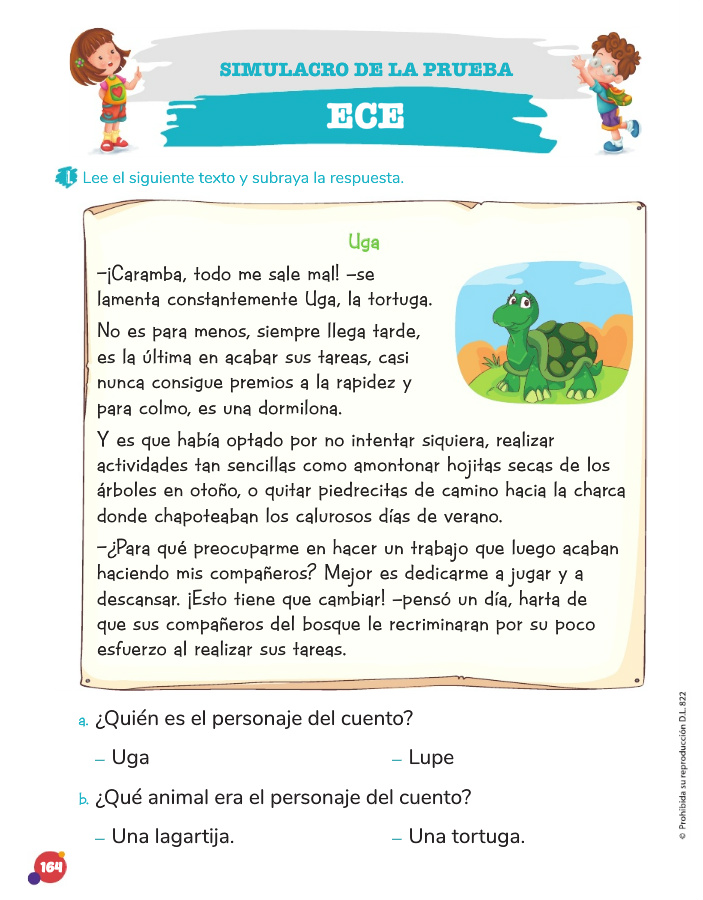 SIMULACRO DE LA PRUEBA
ECE
1. Lee el siguiente texto y subraya la respuesta.
Uga
–¡Caramba, todo me sale mal! –se
lamenta constantemente Uga, la tortuga.
No es para menos, siempre llega tarde,
es la última en acabar sus tareas, casi
nunca consigue premios a la rapidez y
para colmo, es una dormilona.
Y es que había optado por no intentar siquiera, realizar
actividades tan sencillas como amontonar hojitas secas de los
árboles en otoño, o quitar piedrecitas de camino hacia la charca
donde chapoteaban los calurosos días de verano.
–¿Para qué preocuparme en hacer un trabajo que luego acaban
haciendo mis compañeros? Mejor es dedicarme a jugar y a
descansar. ¡Esto tiene que cambiar! –pensó un día, harta de
que sus compañeros del bosque le recriminaran por su poco
esfuerzo al realizar sus tareas.
a. ¿Quién es el personaje del cuento?
– Uga – Lupe
b. ¿Qué animal era el personaje del cuento?
– Una lagartija. – Una tortuga.
164
© Prohibida su reproducción D.L. 822